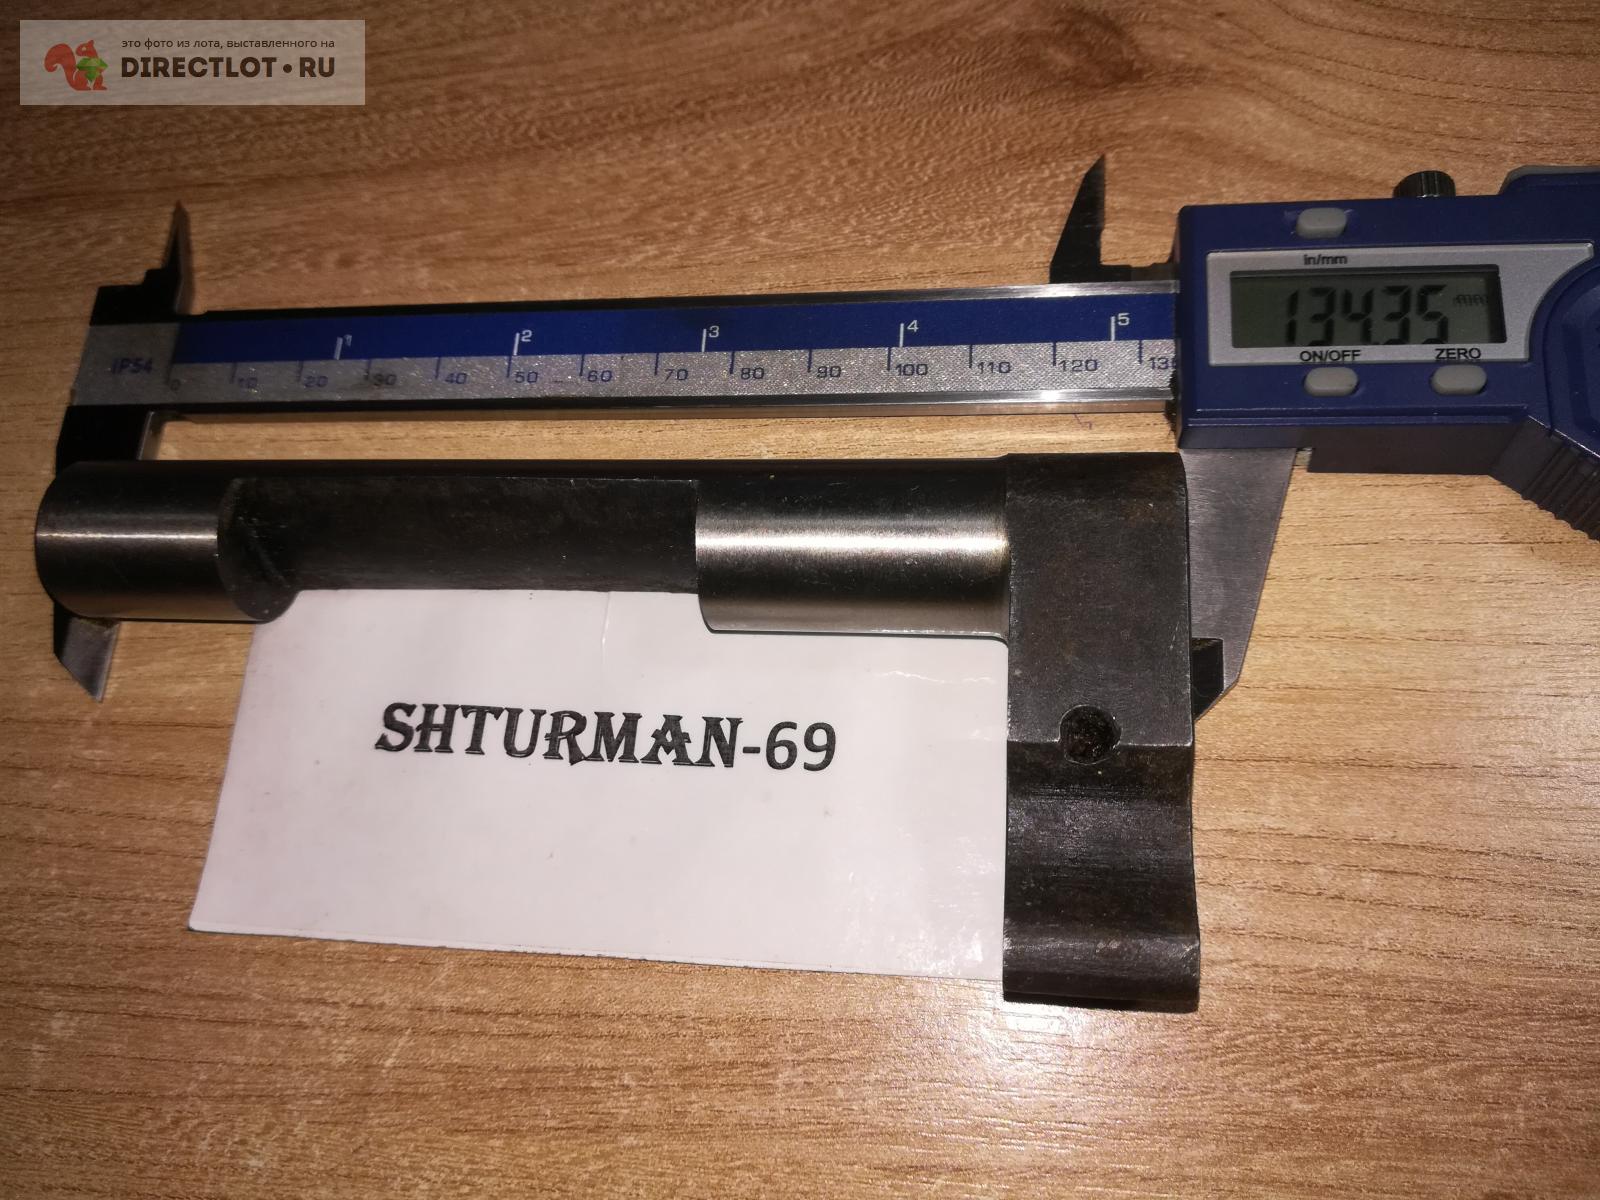 это фото из лота, выставленного на
DIRECTLOT•RU
in/mm
134.35 mm
ON/OFF ZERO
IP54
1 2 3 4 5
0 10 20 30 40 50 60 70 80 90 100 110 120 13
SHTURMAN-69